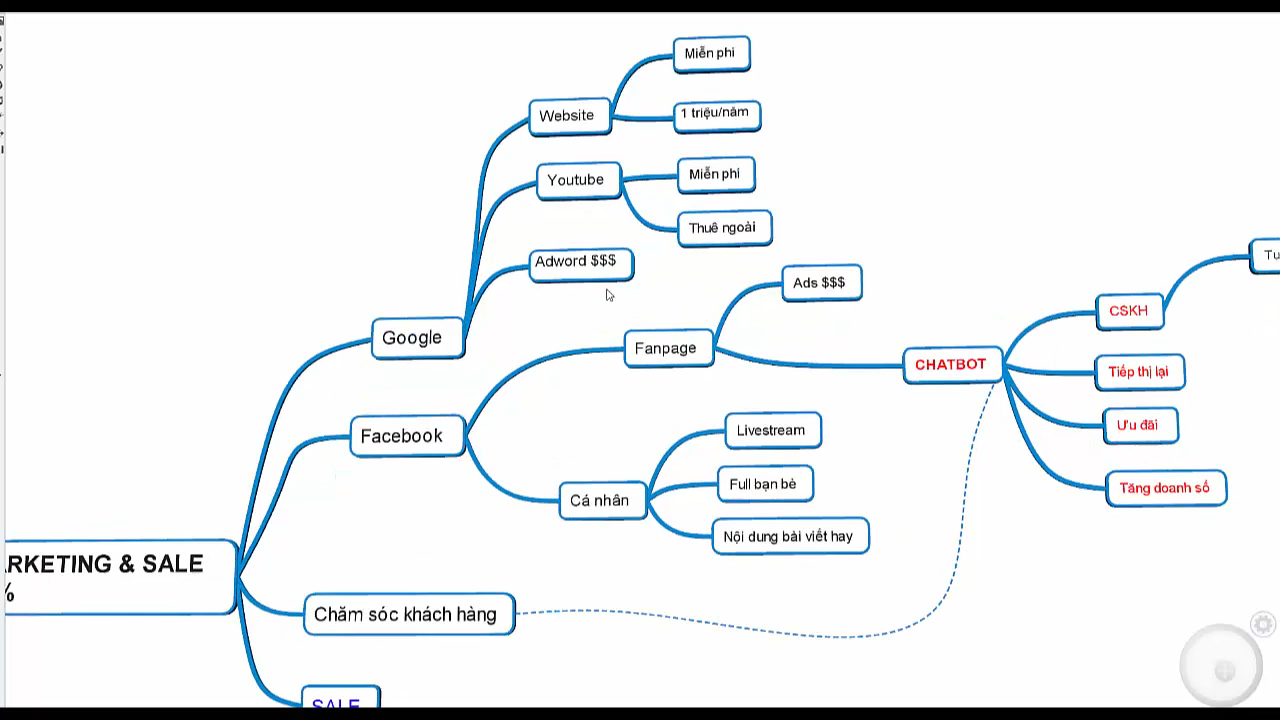 Miễn phí
Website
1 triệu/năm
Youtube
Miễn phí
Thuê ngoài
Adword $$$
Ads $$$
CSKH
Google
Fanpage
CHATBOT
Tiếp thị lại
Facebook
Livestream
Ưu đãi
Cá nhân
Full bạn bè
Tăng doanh số
Nội dung bài viết hay
RKETING & SALE
%
Chăm sóc khách hàng
SALE